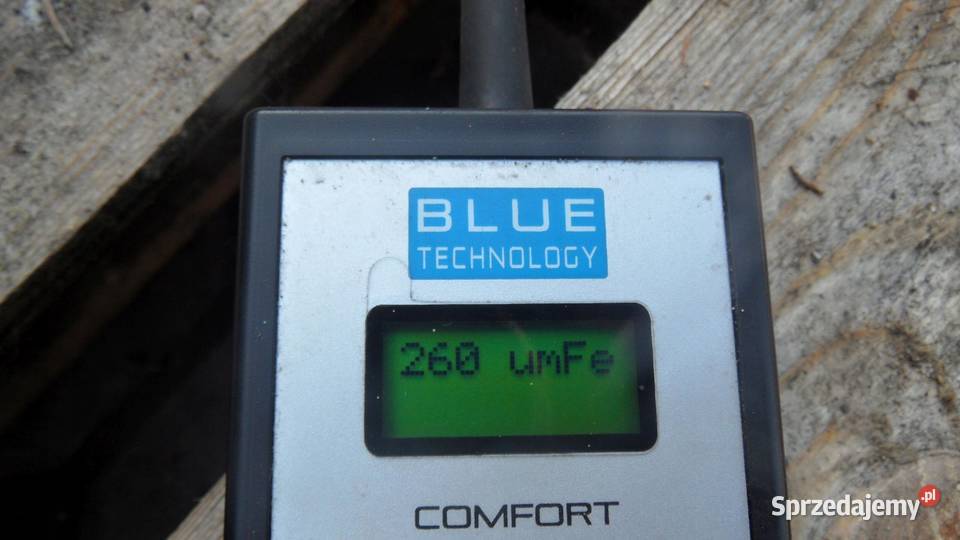 BLUE
TECHNOLOGY
260 umFe
COMFORT
Sprzedajemy.pl